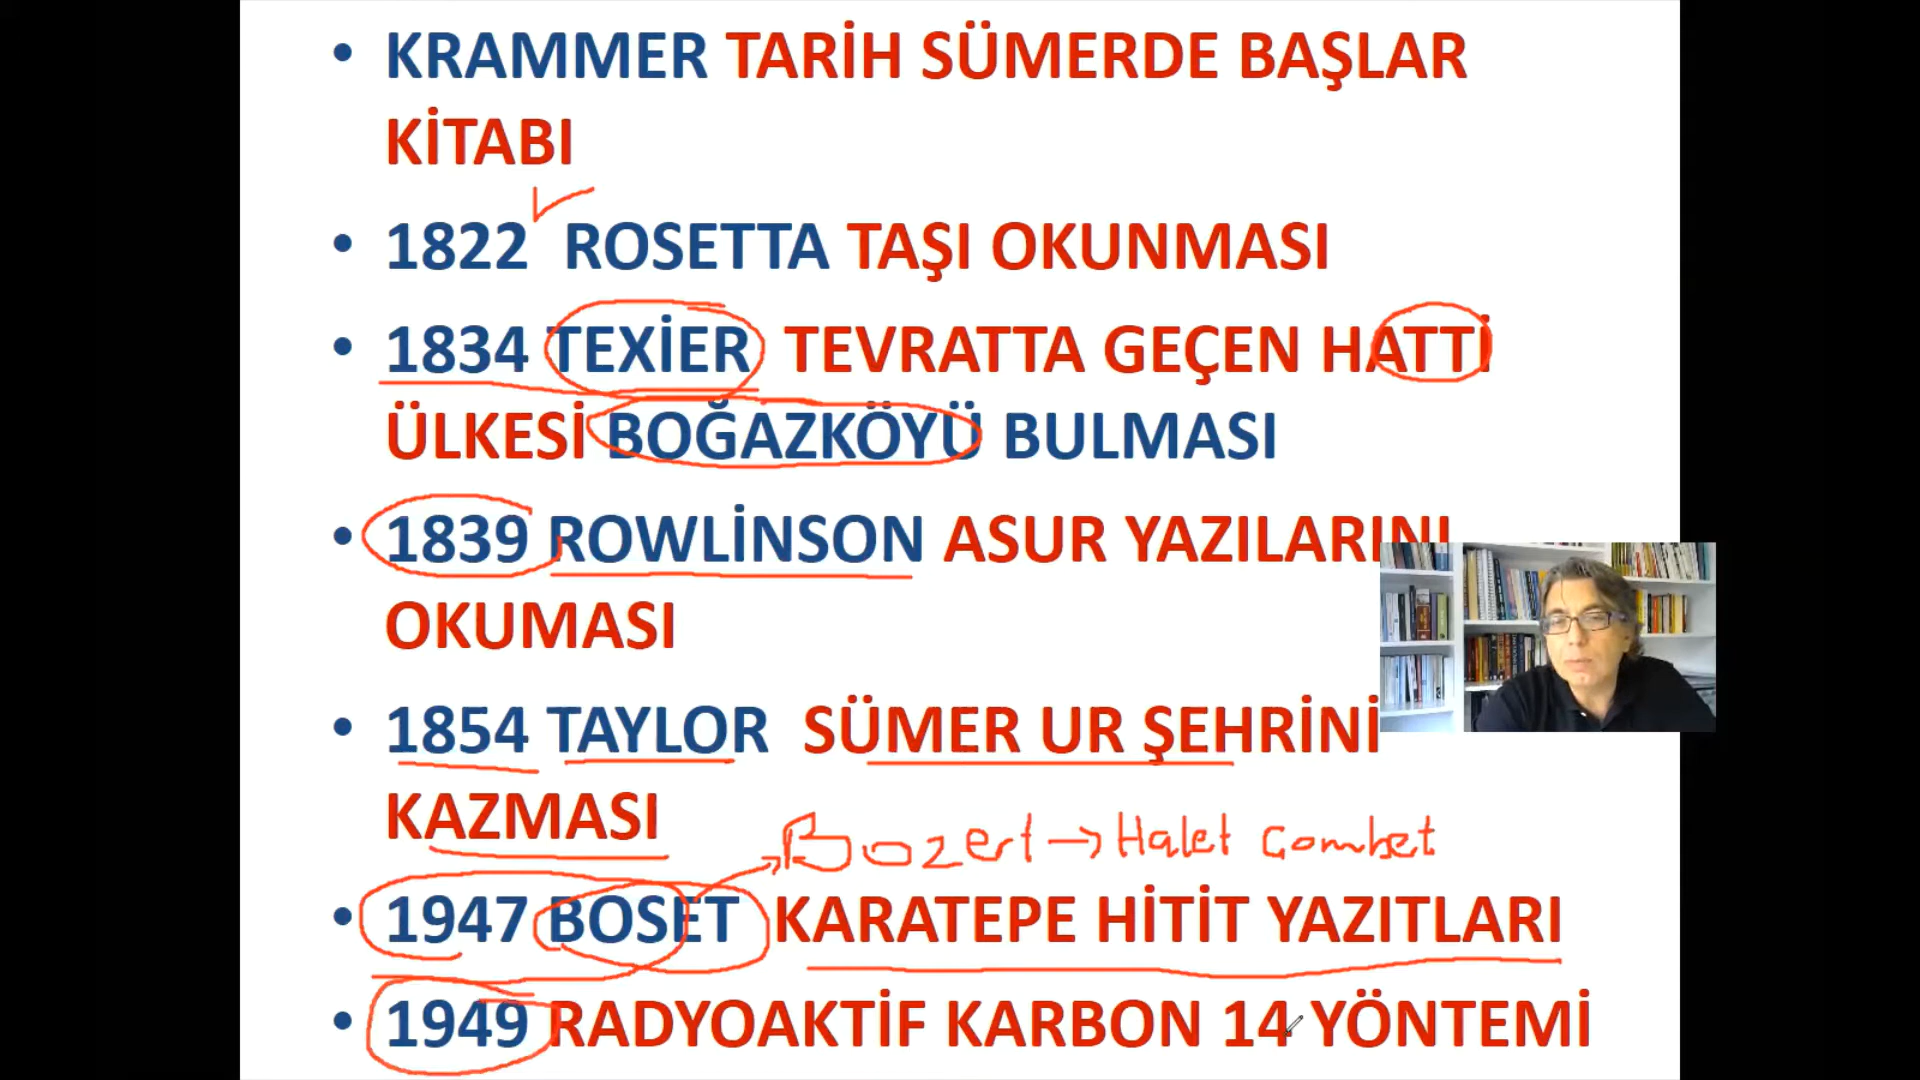 • KRAMMER TARİH SÜMERDE BAŞLAR
KİTABI
• 1822 ROSETTA TAŞI OKUNMASI
• 1834 TEXİER TEVRATTA GEÇEN HATTİ
ÜLKESİ BOĞAZKÖYÜ BULMASI
• 1839 ROWLİNSON ASUR YAZILARINI
OKUMASI
• 1854 TAYLOR SÜMER UR ŞEHRİNİ
KAZMASI
Bozert → Halet Combet
• 1947 BOSET KARATEPE HİTİT YAZITLARI
• 1949 RADYOAKTİF KARBON 14 YÖNTEMİ